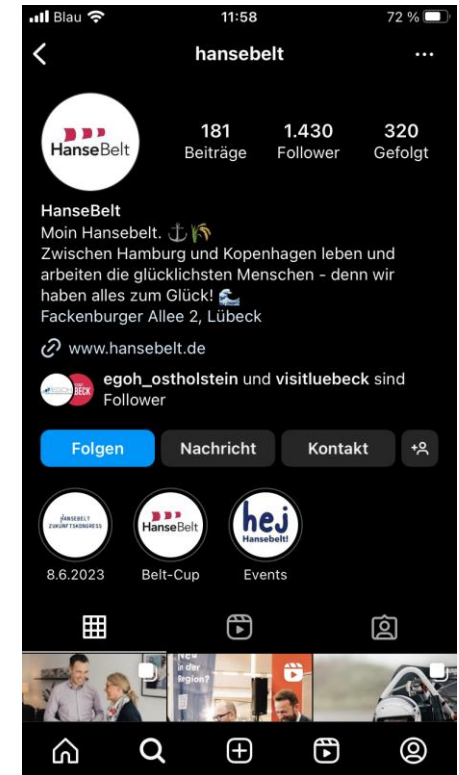 Blau 11:58 72 %
hansebelt
HanseBelt
181 1.430 320
Beiträge Follower Gefolgt
HanseBelt
Moin Hansebelt. ⚓🌾
Zwischen Hamburg und Kopenhagen leben und
arbeiten die glücklichsten Menschen - denn wir
haben alles zum Glück! 🌊
Fackenburger Allee 2, Lübeck
www.hansebelt.de
egoh_ostholstein und visitluebeck sind
Follower
BECK
Folgen Nachricht Kontakt
HANSEBELT
ZUKUNFTSKONGRESS
HanseBelt
hej
Hansebelt!
8.6.2023 Belt-Cup Events
Neu
in der
Region?